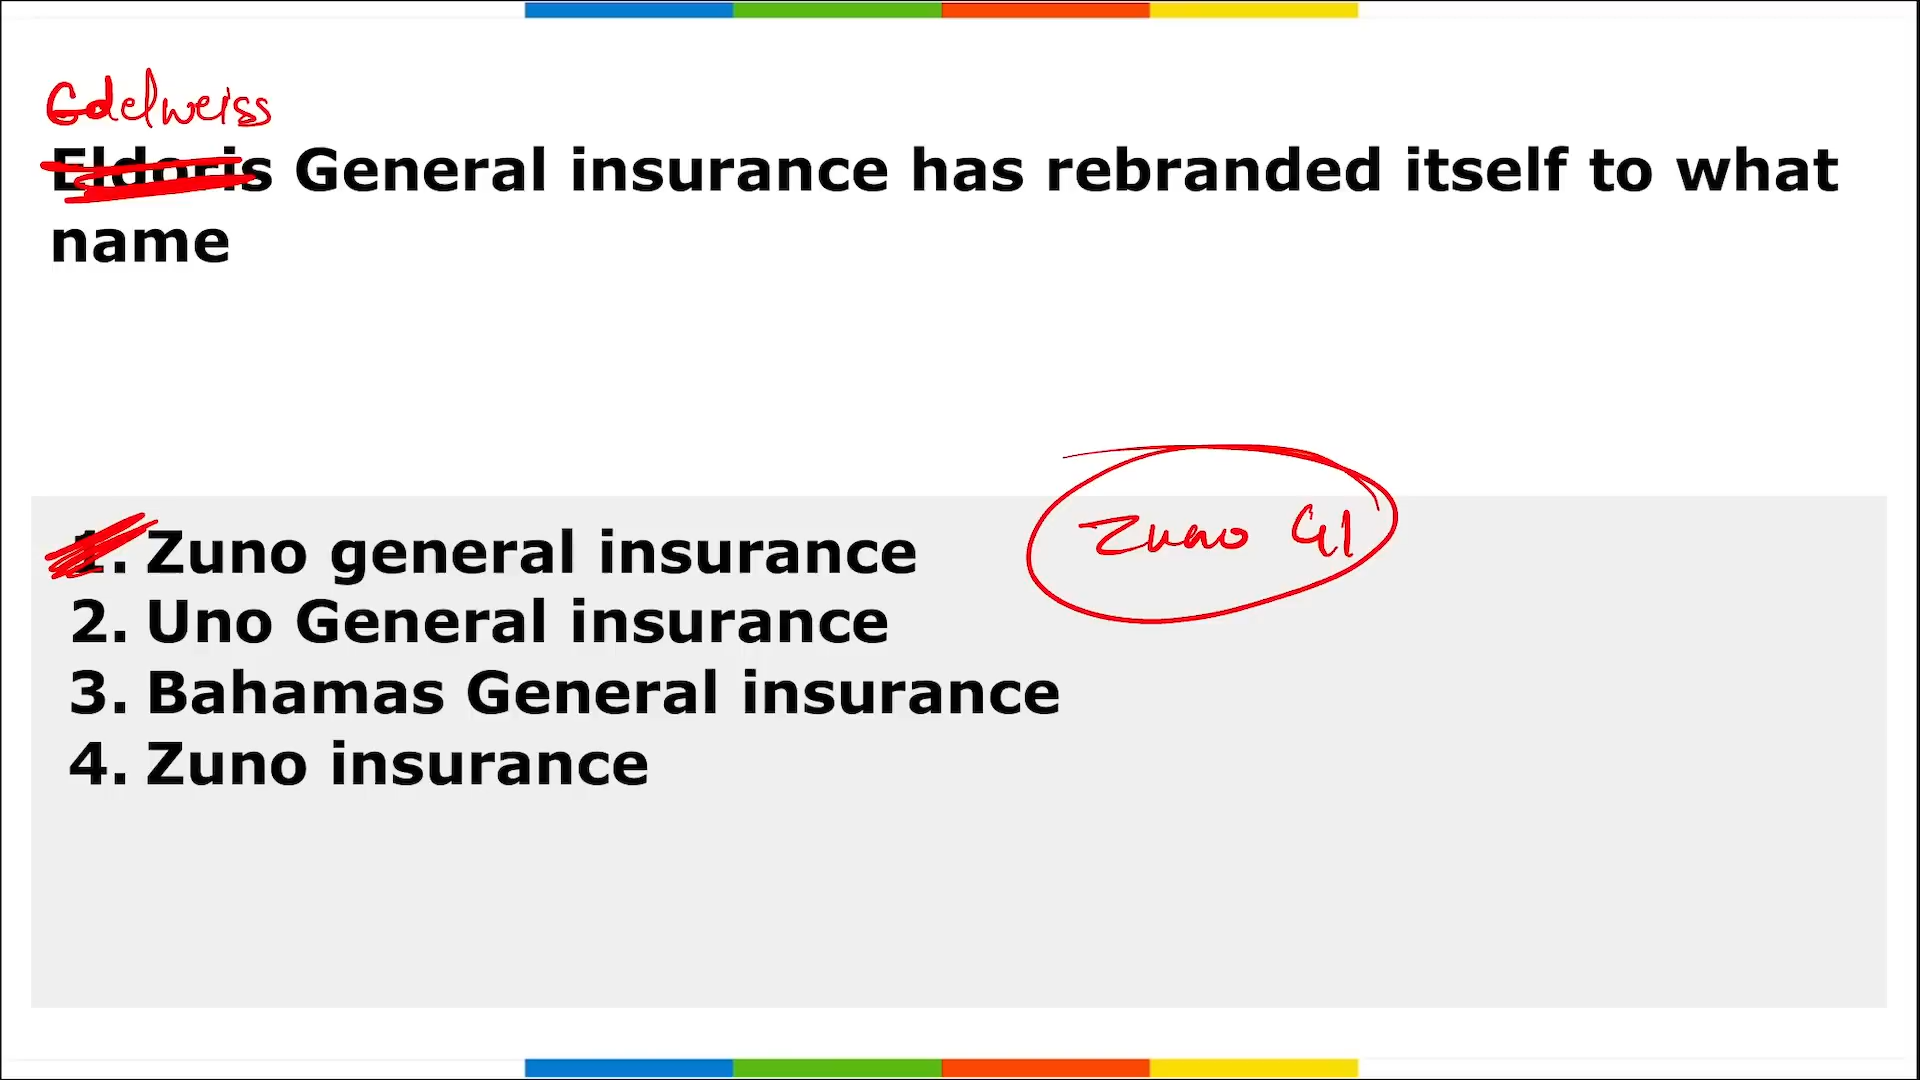 Edelweiss
Eldoris General insurance has rebranded itself to what
name
1. Zuno general insurance
Zuno GI
2. Uno General insurance
3. Bahamas General insurance
4. Zuno insurance